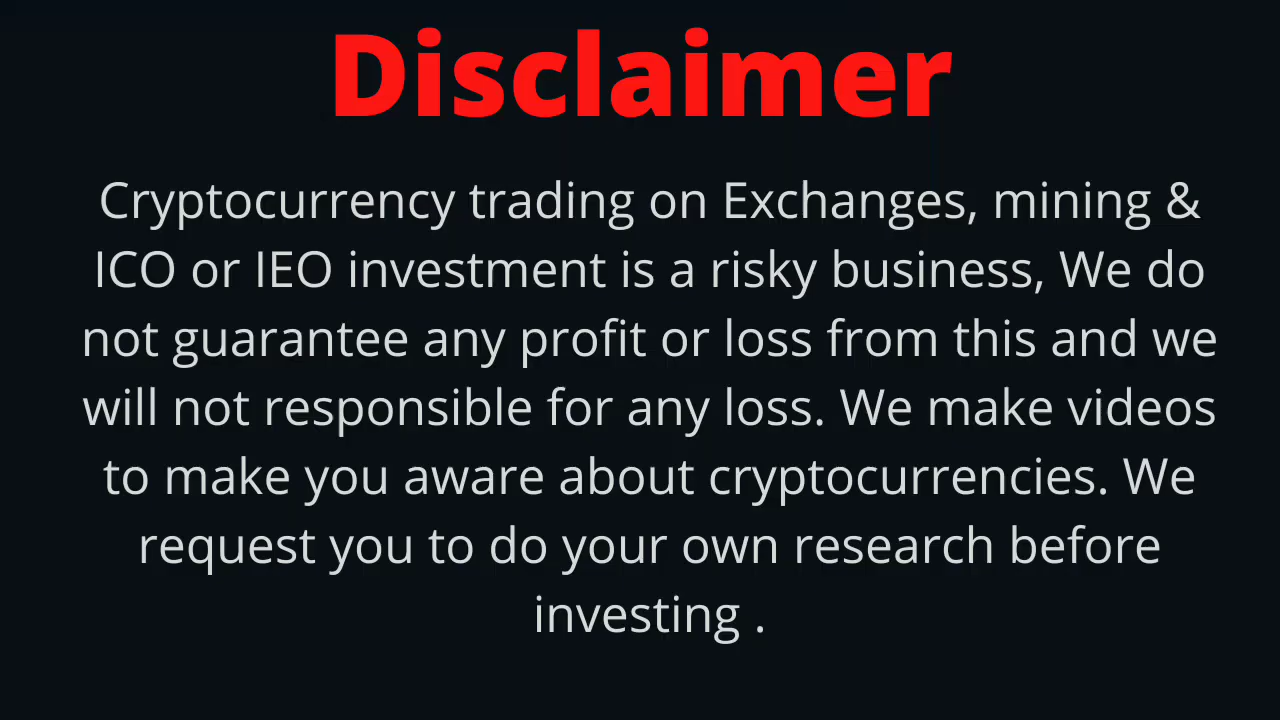 Disclaimer
Cryptocurrency trading on Exchanges, mining &
ICO or IEO investment is a risky business, We do
not guarantee any profit or loss from this and we
will not responsible for any loss. We make videos
to make you aware about cryptocurrencies. We
request you to do your own research before
investing .